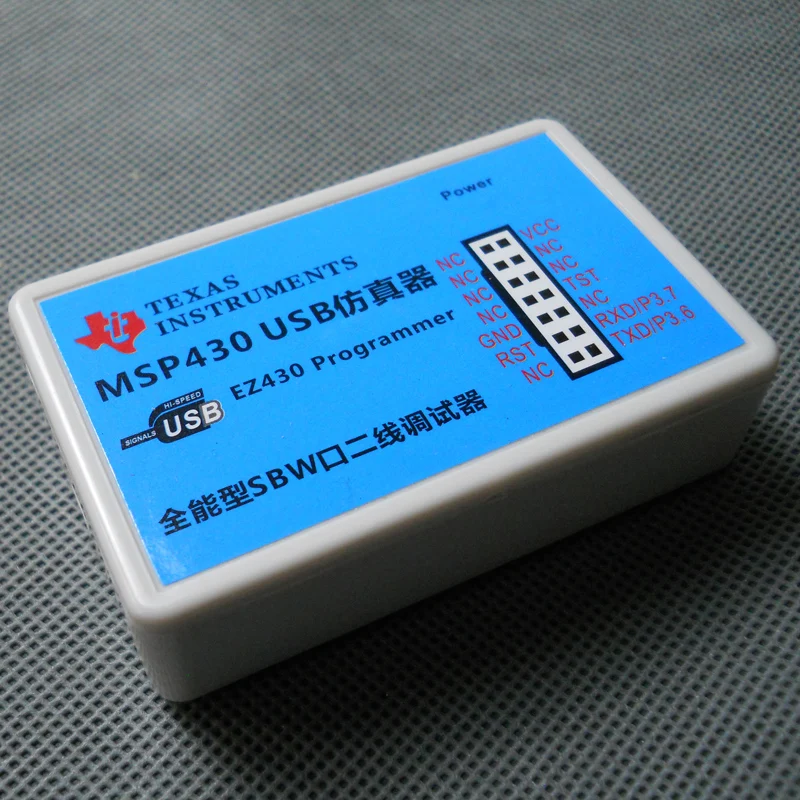 Power
TEXAS
INSTRUMENTS
MSP430 USB仿真器
EZ430 Programmer
HI-SPEED
USB
SIGNALS
全能型SBW口二线调试器
NC
NC
NC
NC
GND
RST
NC
VCC
NC
NC
TST
NC
RXD/P3.7
TXD/P3.6